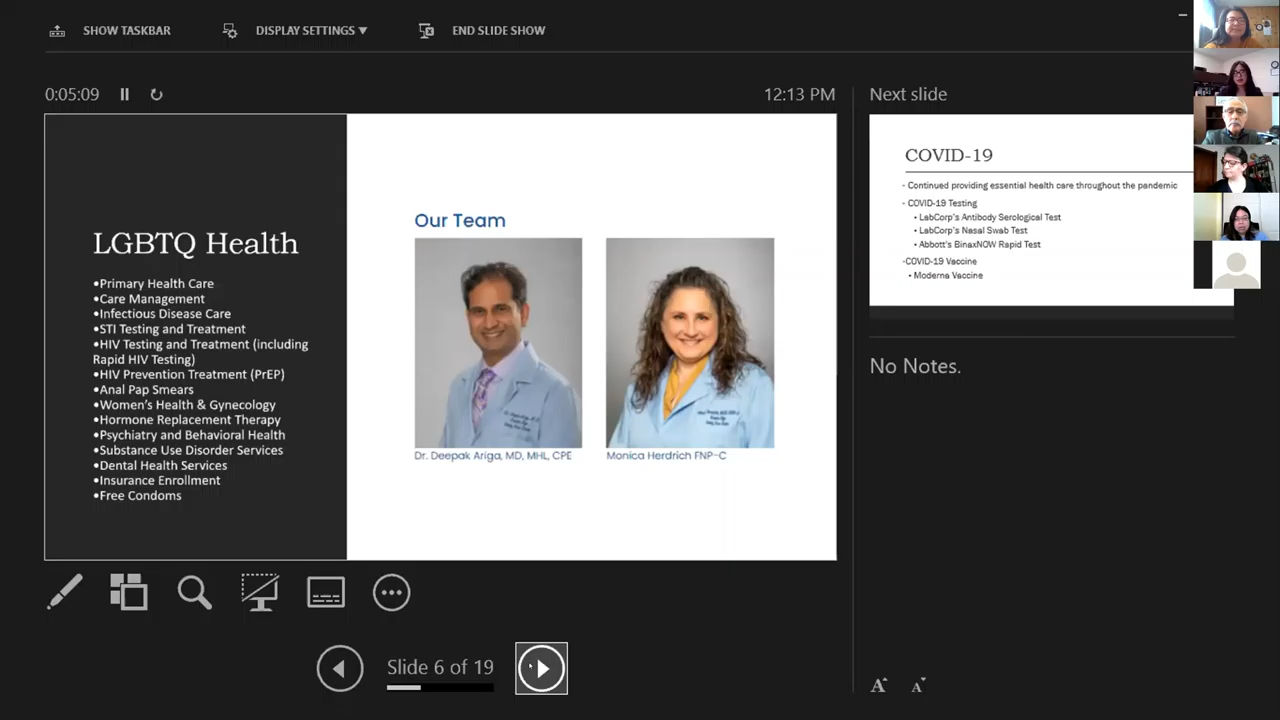 SHOW TASKBAR
DISPLAY SETTINGS ▾
END SLIDE SHOW
0:05:09
12:13 PM
LGBTQ Health
•Primary Health Care
•Care Management
•Infectious Disease Care
•STI Testing and Treatment
•HIV Testing and Treatment (including
Rapid HIV Testing)
•HIV Prevention Treatment (PrEP)
•Anal Pap Smears
•Women's Health & Gynecology
•Hormone Replacement Therapy
•Psychiatry and Behavioral Health
•Substance Use Disorder Services
•Dental Health Services
•Insurance Enrollment
•Free Condoms
Our Team
Dr. Deepak Ariga, MD, MHL, CPE
Monica Herdrich FNP-C
Next slide
COVID-19
- Continued providing essential health care throughout the pandemic
- COVID-19 Testing
• LabCorp's Antibody Serological Test
• LabCorp's Nasal Swab Test
• Abbott's BinaxNOW Rapid Test
-COVID-19 Vaccine
• Moderna Vaccine
No Notes.
Slide 6 of 19
A A